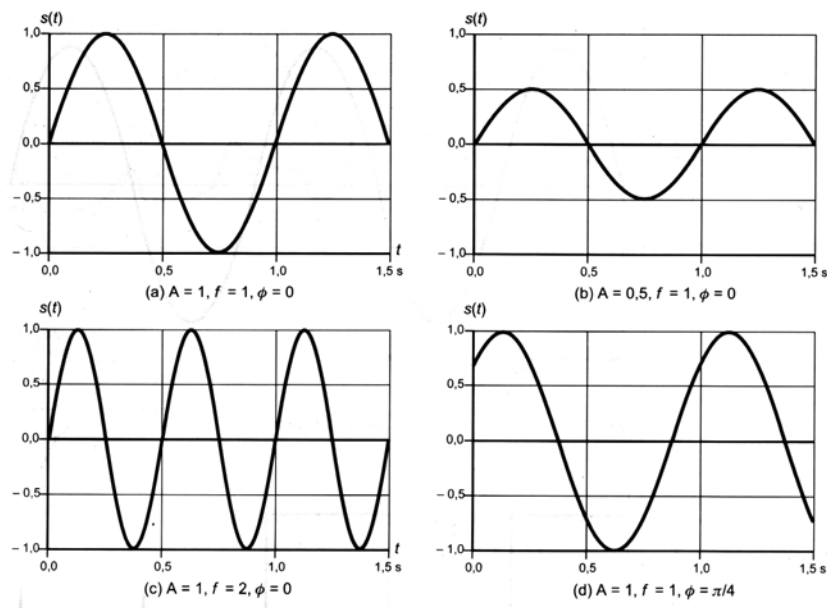 s(t)
1,0
0,5
0,0
– 0,5
– 1,0
t
0,0 0,5 1,0 1,5 s
(a) A = 1, f = 1, ϕ = 0
s(t)
1,0
0,5
0,0
– 0,5
– 1,0
0,0 0,5 1,0 1,5 s
(b) A = 0,5, f = 1, ϕ = 0
s(t)
1,0
0,5
0,0
– 0,5
– 1,0
t
0,0 0,5 1,0 1,5 s
(c) A = 1, f = 2, ϕ = 0
s(t)
1,0
0,5
0,0
– 0,5
– 1,0
0,0 0,5 1,0 1,5 s
(d) A = 1, f = 1, ϕ = π/4